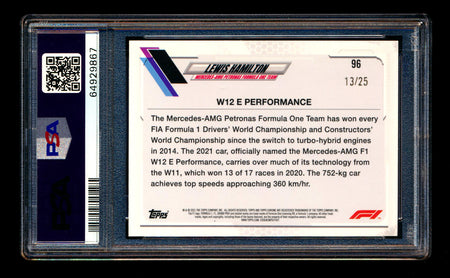 64929867
PSA
LEWIS HAMILTON
MERCEDES-AMG PETRONAS FORMULA ONE TEAM
96
13/25
W12 E PERFORMANCE
The Mercedes-AMG Petronas Formula One Team has won every
FIA Formula 1 Drivers' World Championship and Constructors'
World Championship since the switch to turbo-hybrid engines
in 2014. The 2021 car, officially named the Mercedes-AMG F1
W12 E Performance, carries over much of its technology from
the W11, which won 13 of 17 races in 2020. The 752-kg car
achieves top speeds approaching 360 km/hr.
Topps
F1